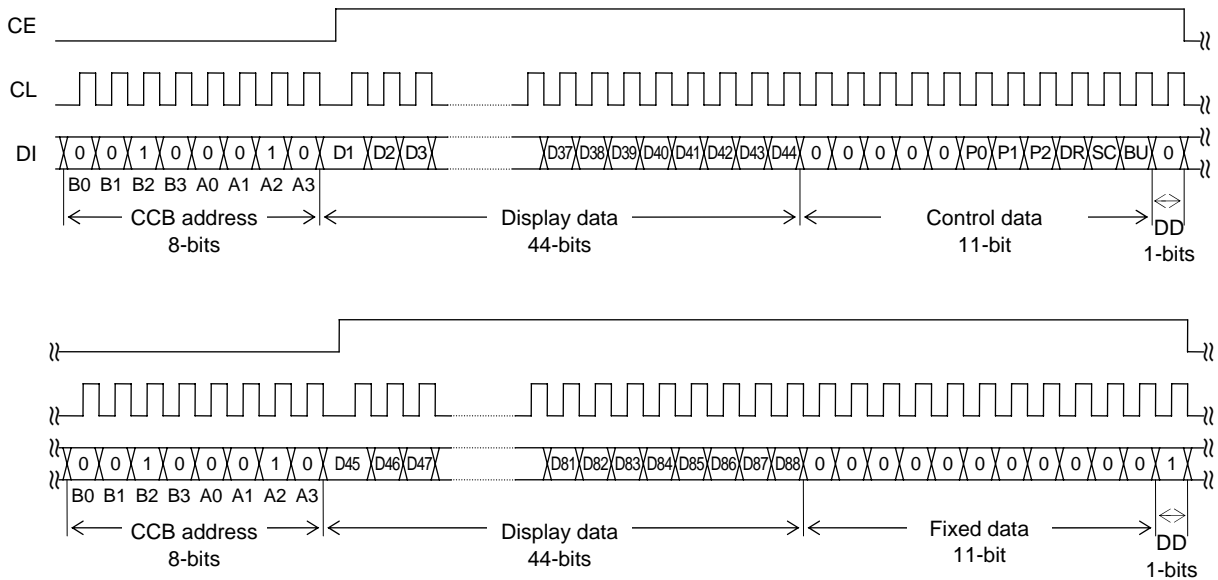 CE
CL
DI 0 0 1 0 0 0 1 0 D1 D2 D3 D37 D38 D39 D40 D41 D42 D43 D44 0 0 0 0 0 P0 P1 P2 DR SC BU 0
B0 B1 B2 B3 A0 A1 A2 A3
CCB address
8-bits
Display data
44-bits
Control data
11-bit
DD
1-bits
0 0 1 0 0 0 1 0 D45 D46 D47 D81 D82 D83 D84 D85 D86 D87 D88 0 0 0 0 0 0 0 0 0 0 0 1
B0 B1 B2 B3 A0 A1 A2 A3
CCB address
8-bits
Display data
44-bits
Fixed data
11-bit
DD
1-bits